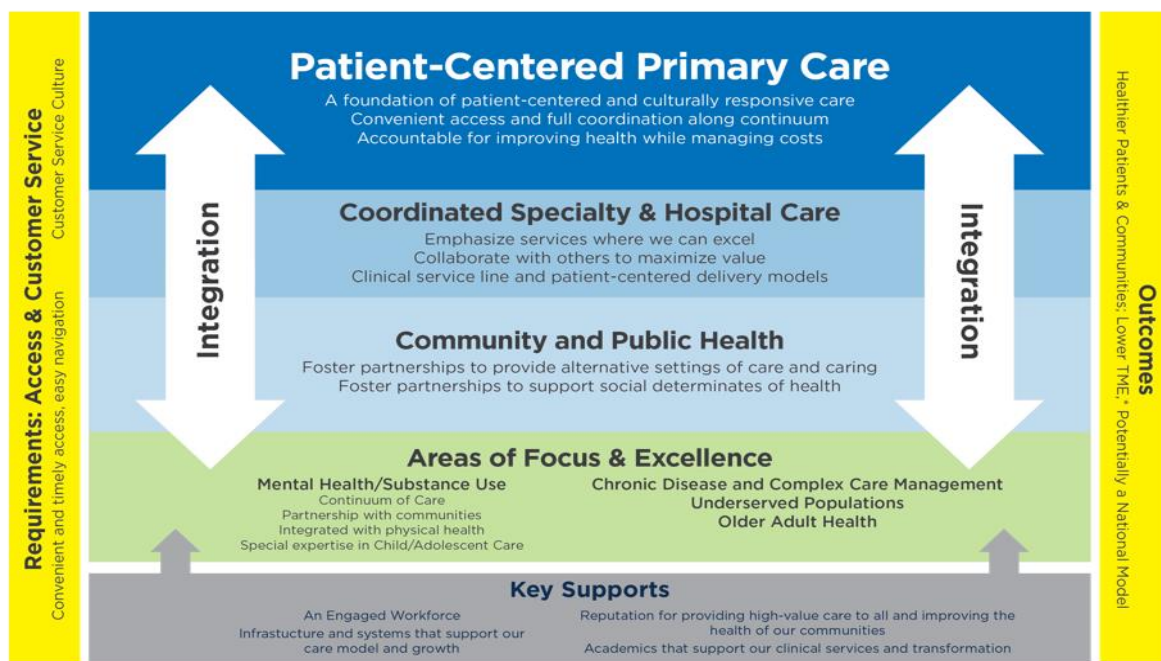 Requirements: Access & Customer Service
Convenient and timely access, easy navigation
Customer Service Culture
Patient-Centered Primary Care
A foundation of patient-centered and culturally responsive care
Convenient access and full coordination along continuum
Accountable for improving health while managing costs
Integration
Integration
Coordinated Specialty & Hospital Care
Emphasize services where we can excel
Collaborate with others to maximize value
Clinical service line and patient-centered delivery models
Community and Public Health
Foster partnerships to provide alternative settings of care and caring
Foster partnerships to support social determinates of health
Areas of Focus & Excellence
Mental Health/Substance Use
Continuum of Care
Partnership with communities
Integrated with physical health
Special expertise in Child/Adolescent Care
Chronic Disease and Complex Care Management
Underserved Populations
Older Adult Health
Key Supports
An Engaged Workforce
Infrastucture and systems that support our
care model and growth
Reputation for providing high-value care to all and improving the
health of our communities
Academics that support our clinical services and transformation
Outcomes
Healthier Patients & Communities; Lower TME,* Potentially a National Model